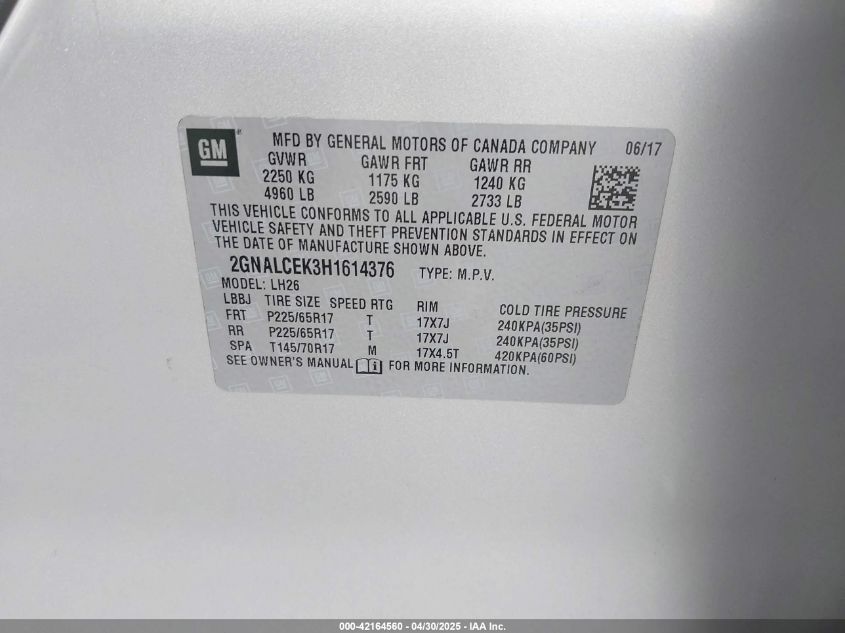 GM
MFD BY GENERAL MOTORS OF CANADA COMPANY 06/17
GVWR GAWR FRT GAWR RR
2250 KG 1175 KG 1240 KG
4960 LB 2590 LB 2733 LB
THIS VEHICLE CONFORMS TO ALL APPLICABLE U.S. FEDERAL MOTOR
VEHICLE SAFETY AND THEFT PREVENTION STANDARDS IN EFFECT ON
THE DATE OF MANUFACTURE SHOWN ABOVE.
2GNALCEK3H1614376 TYPE: M.P.V.
MODEL: LH26
LBBJ TIRE SIZE SPEED RTG RIM COLD TIRE PRESSURE
FRT P225/65R17 T 17X7J 240KPA(35PSI)
RR P225/65R17 T 17X7J 240KPA(35PSI)
SPA T145/70R17 M 17X4.5T 420KPA(60PSI)
SEE OWNER'S MANUAL i FOR MORE INFORMATION.
000-42164560 - 04/30/2025 - IAA Inc.